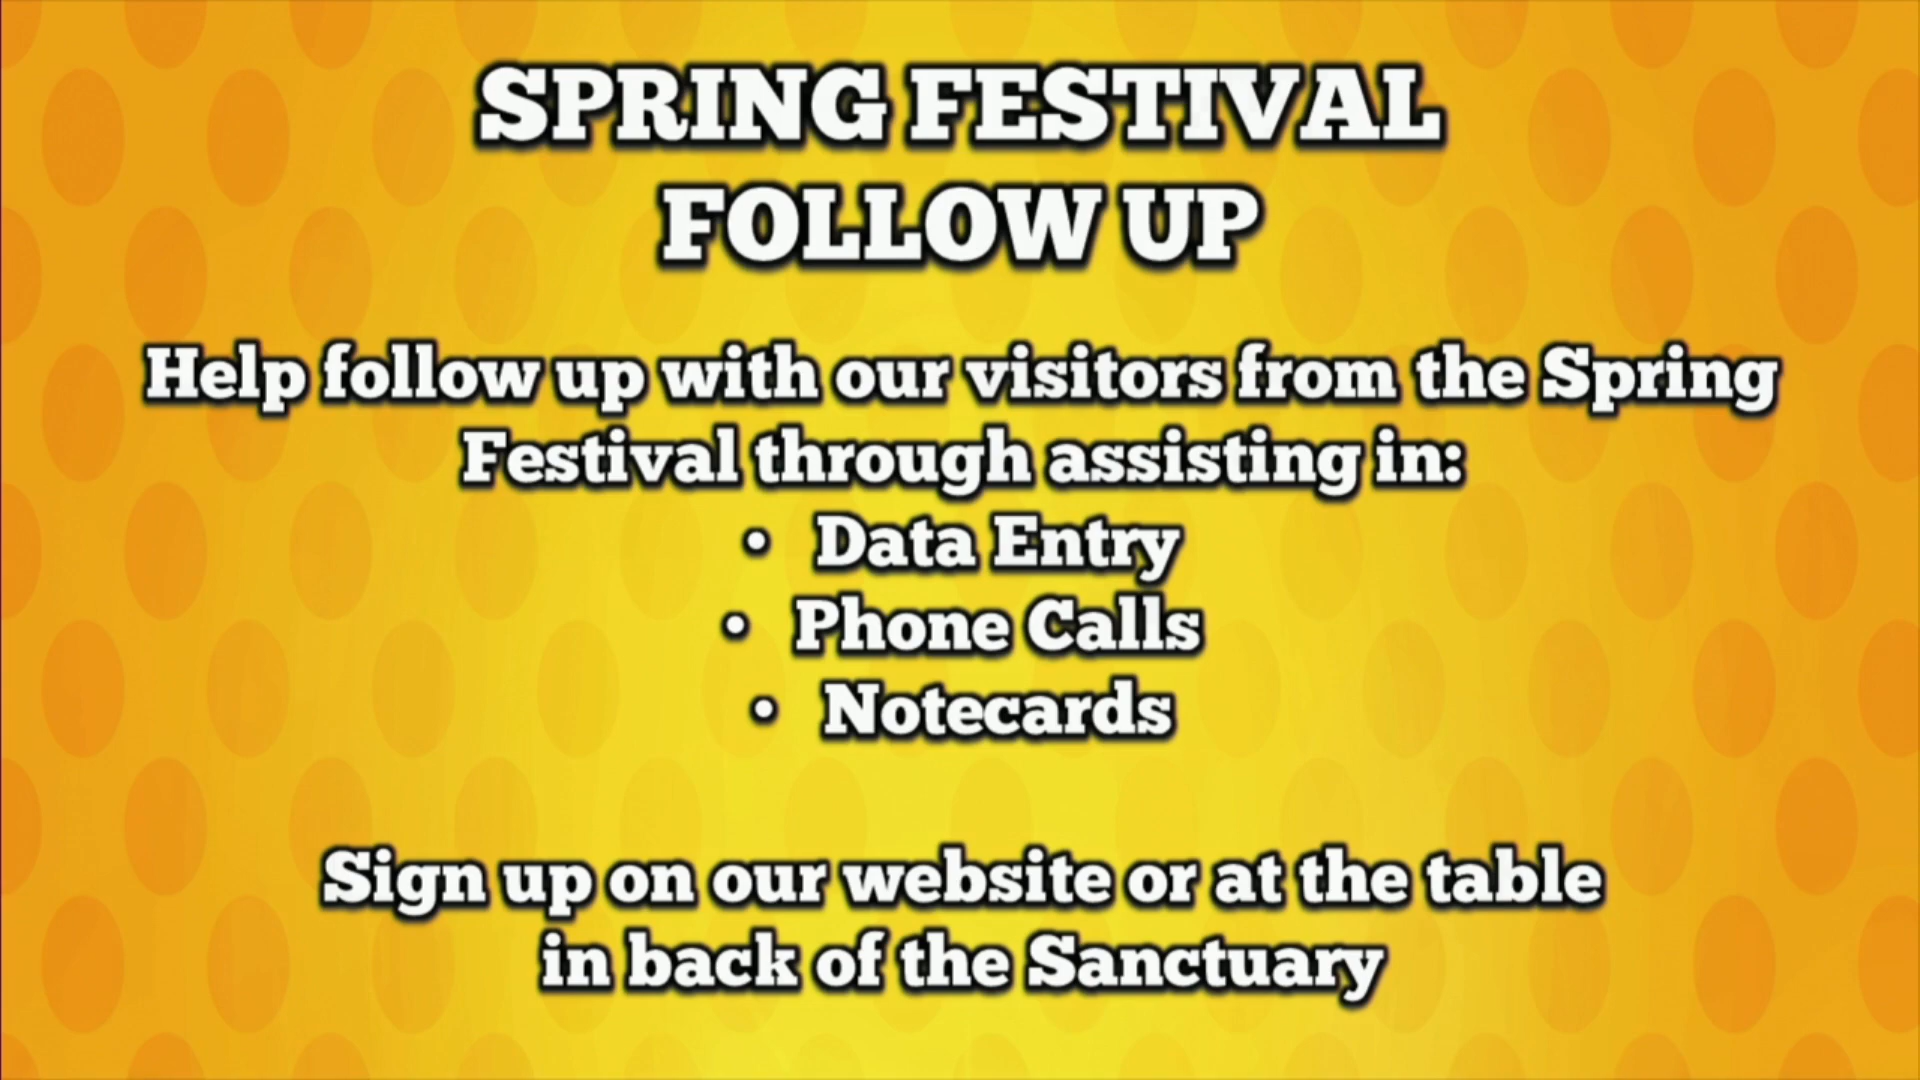 SPRING FESTIVAL
FOLLOW UP
Help follow up with our visitors from the Spring
Festival through assisting in:
• Data Entry
• Phone Calls
• Notecards
Sign up on our website or at the table
in back of the Sanctuary